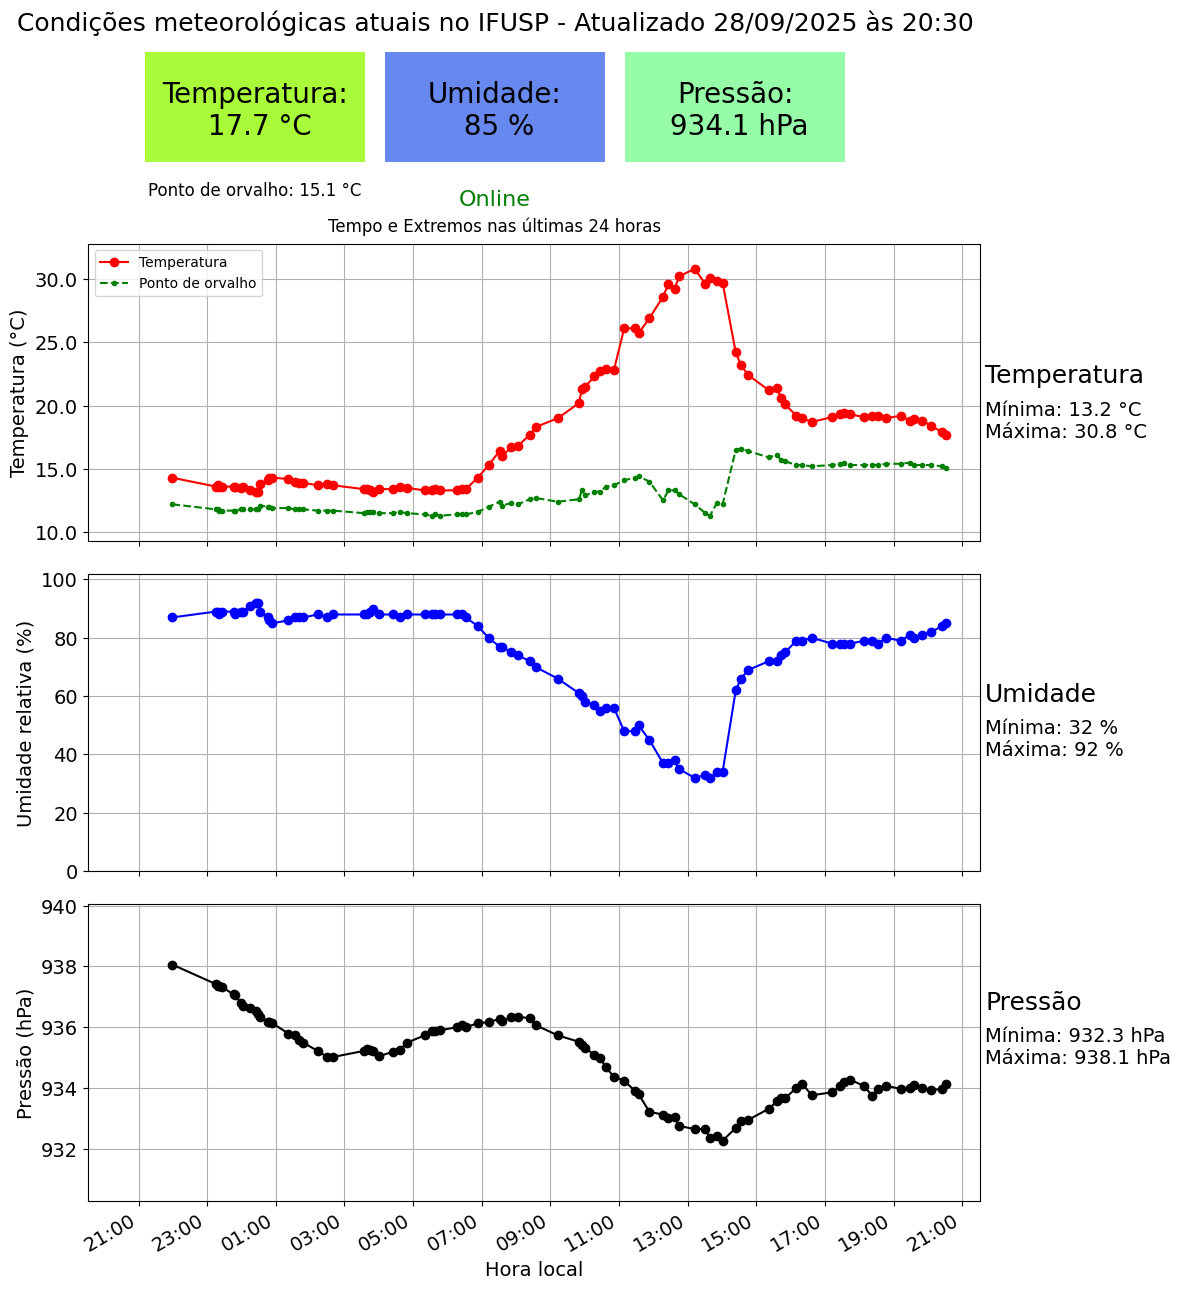 Condições meteorológicas atuais no IFUSP - Atualizado 28/09/2025 às 20:30
Temperatura:
17.7 °C
Umidade:
85 %
Pressão:
934.1 hPa
Ponto de orvalho: 15.1 °C
Online
Tempo e Extremos nas últimas 24 horas
Temperatura
Ponto de orvalho
30.0
25.0
20.0
15.0
10.0
Temperatura (°C)
Temperatura
Mínima: 13.2 °C
Máxima: 30.8 °C
100
80
60
40
20
0
Umidade relativa (%)
Umidade
Mínima: 32 %
Máxima: 92 %
940
938
936
934
932
Pressão (hPa)
Pressão
Mínima: 932.3 hPa
Máxima: 938.1 hPa
21:00
23:00
01:00
03:00
05:00
07:00
09:00
11:00
13:00
15:00
17:00
19:00
21:00
Hora local